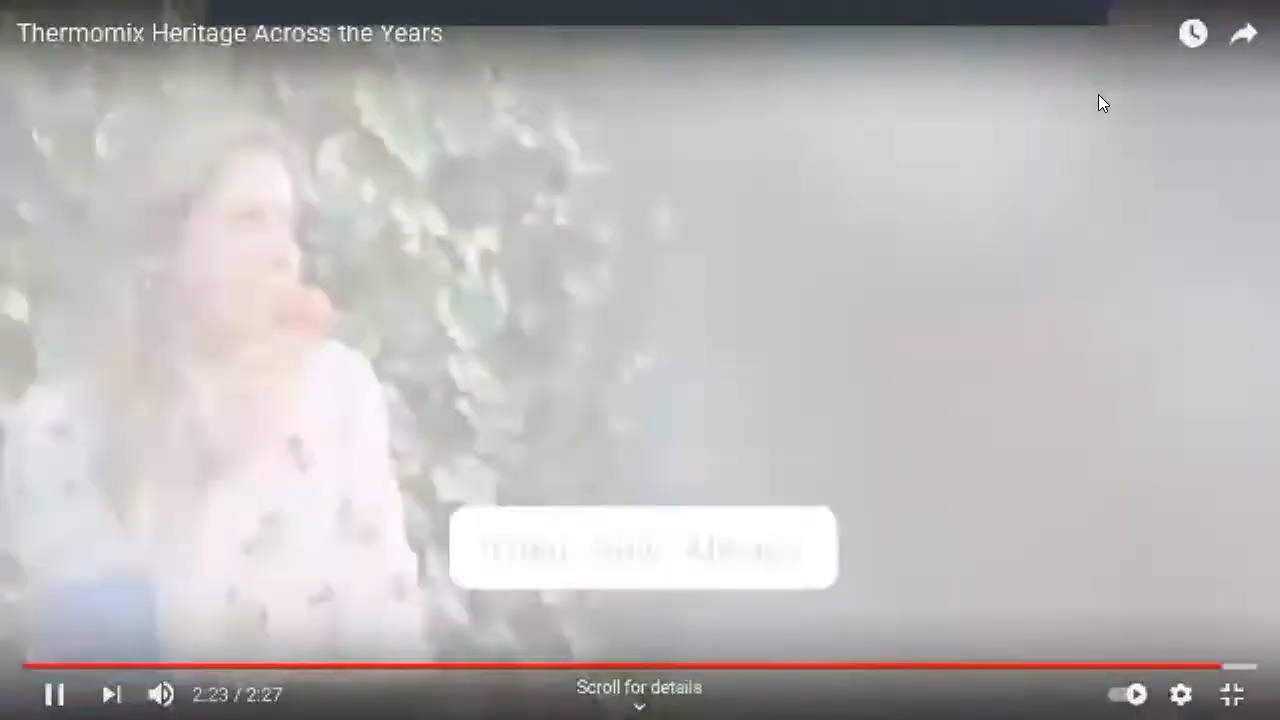 Thermomix Heritage Across the Years
2:23 / 2:27
Scroll for details